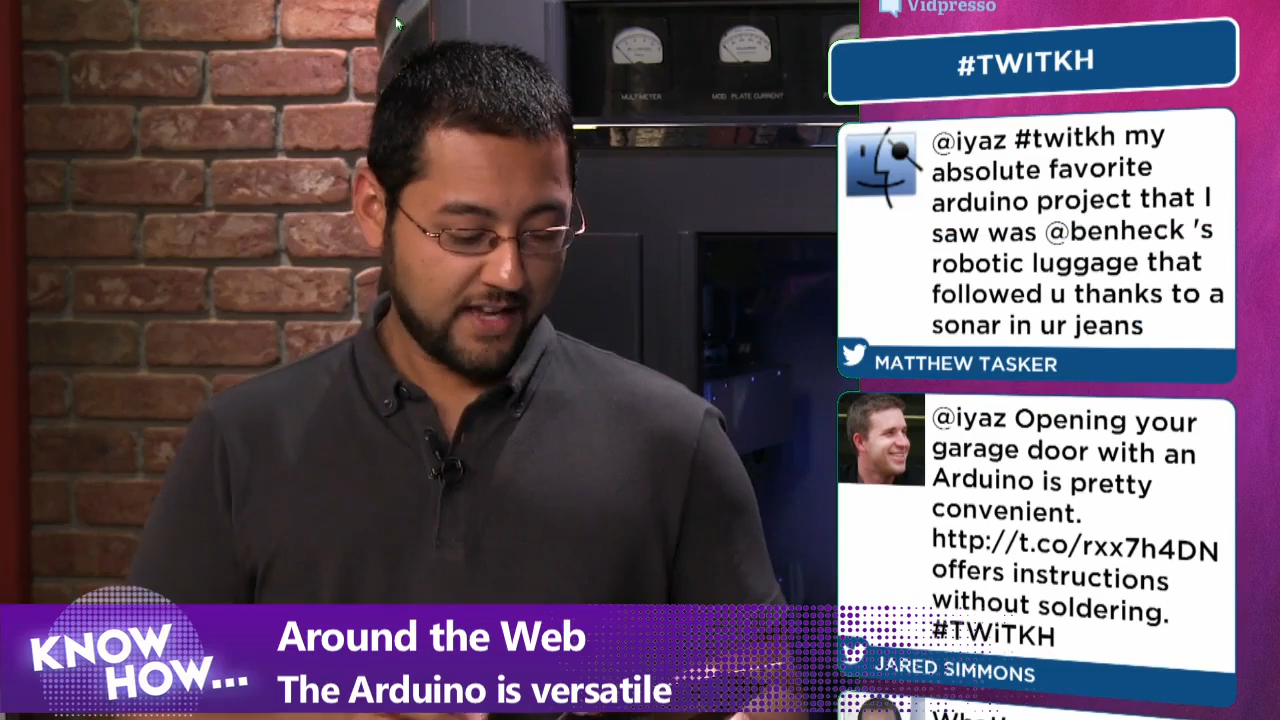 Vidpresso
#TWITKH
MULTIMETER
MOD PLATE CURRENT
@iyaz #twitkh my
absolute favorite
arduino project that I
saw was @benheck 's
robotic luggage that
followed u thanks to a
sonar in ur jeans
MATTHEW TASKER
@iyaz Opening your
garage door with an
Arduino is pretty
convenient.
http://t.co/rxx7h4DN
offers instructions
without soldering.
#TWiTKH
JARED SIMMONS
KNOW
HOW...
Around the Web
The Arduino is versatile